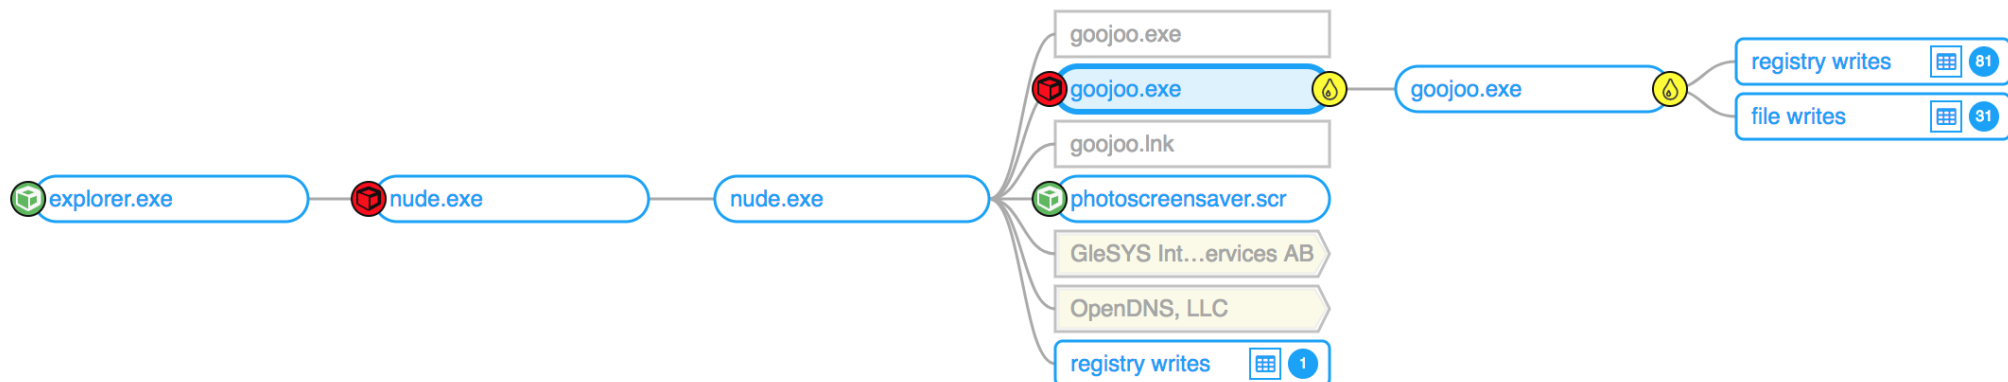 goojoo.exe
goojoo.exe
goojoo.exe
registry writes 81
file writes 31
goojoo.lnk
explorer.exe
nude.exe
nude.exe
photoscreensaver.scr
GleSYS Int...ervices AB
OpenDNS, LLC
registry writes 1